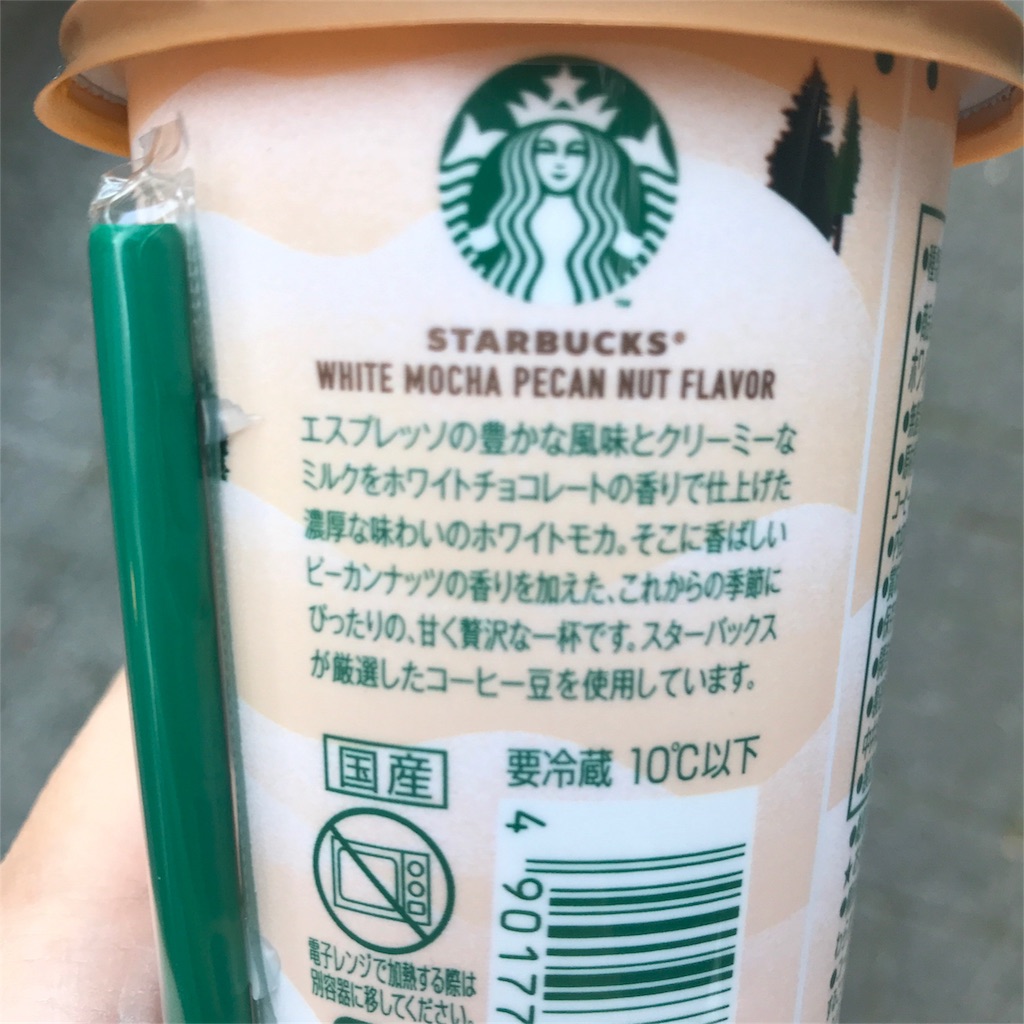 STARBUCKS®
WHITE MOCHA PECAN NUT FLAVOR
エスプレッソの豊かな風味とクリーミーな
ミルクをホワイトチョコレートの香りで仕上げた
濃厚な味わいのホワイトモカ。そこに香ばしい
ピーカンナッツの香りを加えた、これからの季節に
ぴったりの、甘く贅沢な一杯です。スターバックス
が厳選したコーヒー豆を使用しています。
国産
要冷蔵 10℃以下
電子レンジで加熱する際は
別容器に移してください。
4 90177